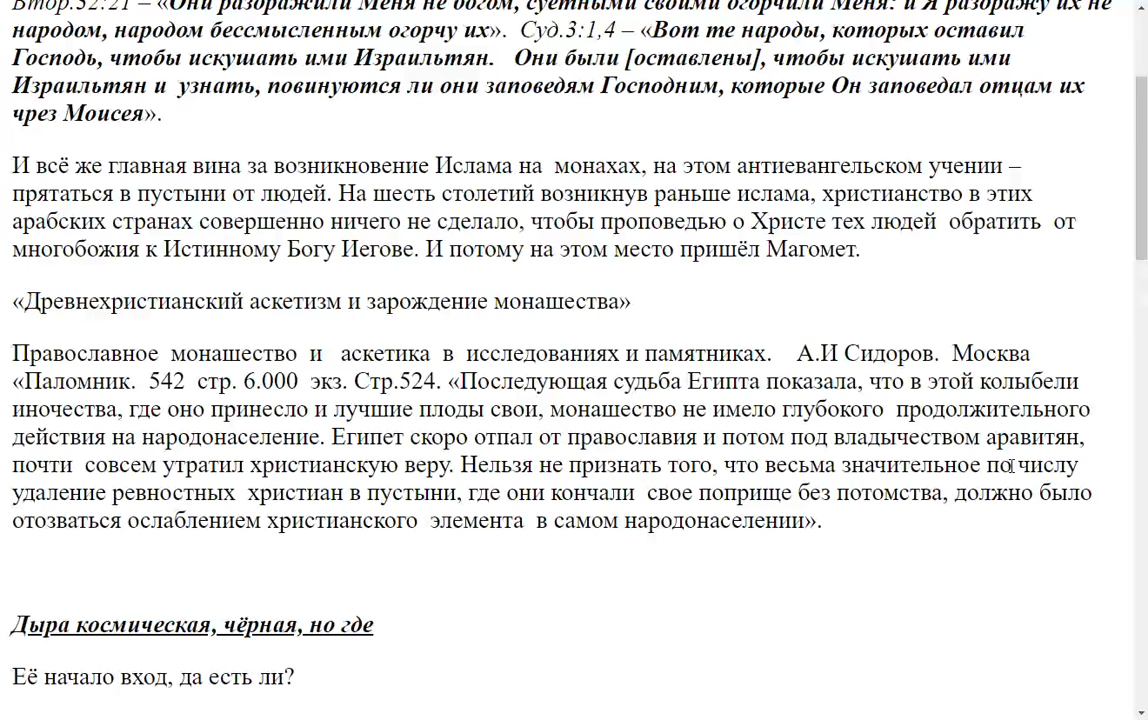 Втор.32:21 – «Они раздражили Меня не богом, суетными своими огорчили Меня: и Я раздражу их не
народом, народом бессмысленным огорчу их». Суд.3:1,4 – «Вот те народы, которых оставил
Господь, чтобы искушать ими Израильтян. Они были [оставлены], чтобы искушать ими
Израильтян и узнать, повинуются ли они заповедям Господним, которые Он заповедал отцам их
чрез Моисея».
И всё же главная вина за возникновение Ислама на монахах, на этом антиевангельском учении –
прятаться в пустыни от людей. На шесть столетий возникнув раньше ислама, христианство в этих
арабских странах совершенно ничего не сделало, чтобы проповедью о Христе тех людей обратить от
многобожия к Истинному Богу Иегове. И потому на этом место пришёл Магомет.
«Древнехристианский аскетизм и зарождение монашества»
Православное монашество и аскетика в исследованиях и памятниках. А.И Сидоров. Москва
«Паломник. 542 стр. 6.000 экз. Стр.524. «Последующая судьба Египта показала, что в этой колыбели
иночества, где оно принесло и лучшие плоды свои, монашество не имело глубокого продолжительного
действия на народонаселение. Египет скоро отпал от православия и потом под владычеством аравитян,
почти совсем утратил христианскую веру. Нельзя не признать того, что весьма значительное по числу
удаление ревностных христиан в пустыни, где они кончали свое поприще без потомства, должно было
отозваться ослаблением христианского элемента в самом народонаселении».
Дыра космическая, чёрная, но где
Её начало вход, да есть ли?